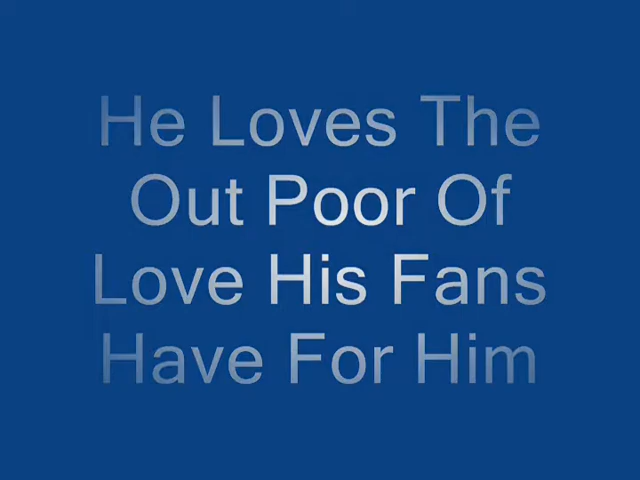 He Loves The
Out Poor Of
Love His Fans
Have For Him